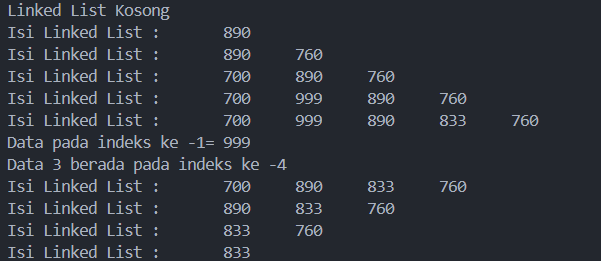 Linked List Kosong
Isi Linked List :	890
Isi Linked List :	890	760
Isi Linked List :	700	890	760
Isi Linked List :	700	999	890	760
Isi Linked List :	700	999	890	833	760
Data pada indeks ke -1= 999
Data 3 berada pada indeks ke -4
Isi Linked List :	700	890	833	760
Isi Linked List :	890	833	760
Isi Linked List :	833	760
Isi Linked List :	833